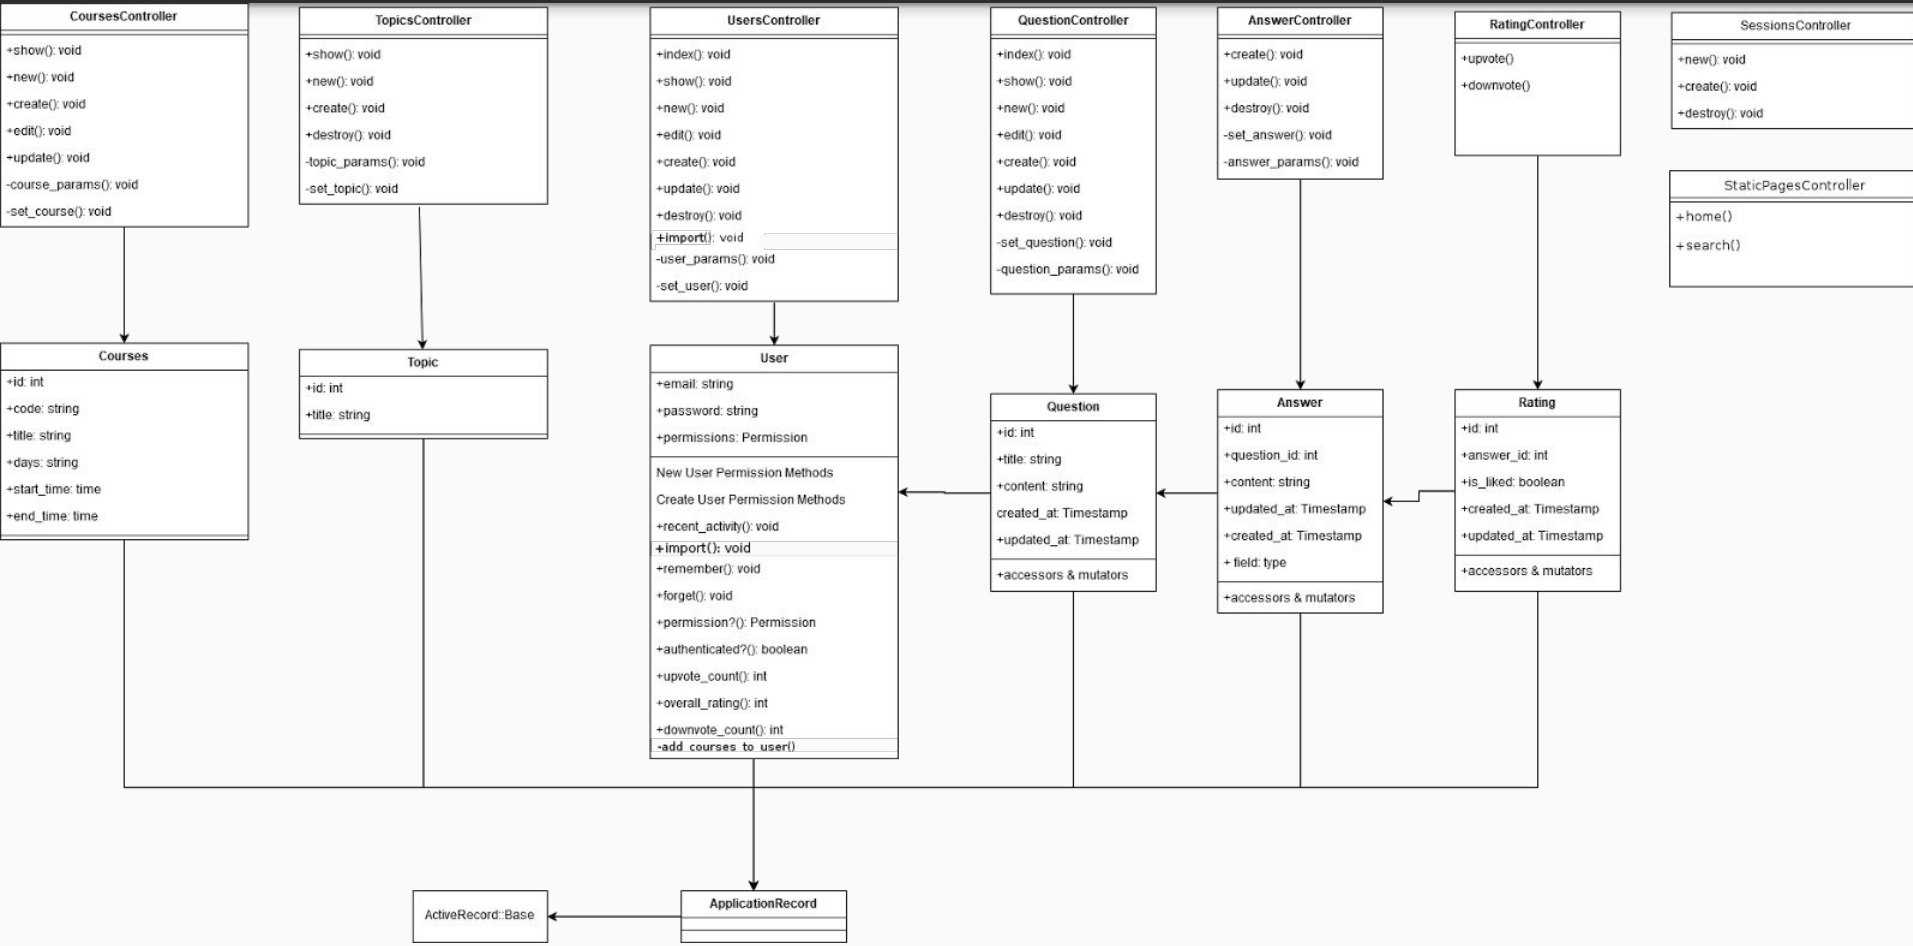 CoursesController
+show(): void
+new(): void
+create(): void
+edit(): void
+update(): void
-course_params(): void
-set_course(): void
TopicsController
+show(): void
+new(): void
+create(): void
+destroy(): void
-topic_params(): void
-set_topic(): void
UsersController
+index(): void
+show(): void
+new(): void
+edit(): void
+create(): void
+update(): void
+destroy(): void
+import(): void
-user_params(): void
-set_user(): void
QuestionController
+index(): void
+show(): void
+new(): void
+edit(): void
+create(): void
+update(): void
+destroy(): void
-set_question(): void
-question_params(): void
AnswerController
+create(): void
+update(): void
+destroy(): void
-set_answer(): void
-answer_params(): void
RatingController
+upvote()
+downvote()
SessionsController
+new(): void
+create(): void
+destroy(): void
StaticPagesController
+home()
+search()
Courses
+id: int
+code: string
+title: string
+days: string
+start_time: time
+end_time: time
Topic
+id: int
+title: string
User
+email: string
+password: string
+permissions: Permission
New User Permission Methods
Create User Permission Methods
+recent_activity(): void
+import(): void
+remember(): void
+forget(): void
+permission?(): Permission
+authenticated?(): boolean
+upvote_count(): int
+overall_rating(): int
+downvote_count(): int
-add_courses_to_user()
Question
+id: int
+title: string
+content: string
created_at: Timestamp
+updated_at: Timestamp
+accessors & mutators
Answer
+id: int
+question_id: int
+content: string
+updated_at: Timestamp
+created_at: Timestamp
+ field: type
+accessors & mutators
Rating
+id: int
+answer_id: int
+is_liked: boolean
+created_at: Timestamp
+updated_at: Timestamp
+accessors & mutators
ActiveRecord::Base
ApplicationRecord